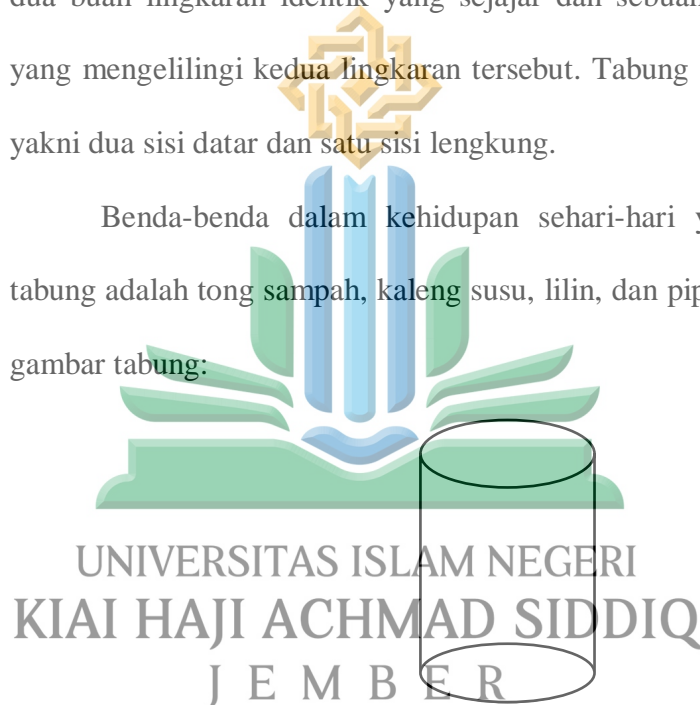 dua buah lingkaran identik yang sejajar dan sebuah
yang mengelilingi kedua lingkaran tersebut. Tabung
yakni dua sisi datar dan satu sisi lengkung.
Benda-benda dalam kehidupan sehari-hari
tabung adalah tong sampah, kaleng susu, lilin, dan
gambar tabung:
UNIVERSITAS ISLAM NEGERI
KIAI HAJI ACHMAD SIDDIQ
JEMBER